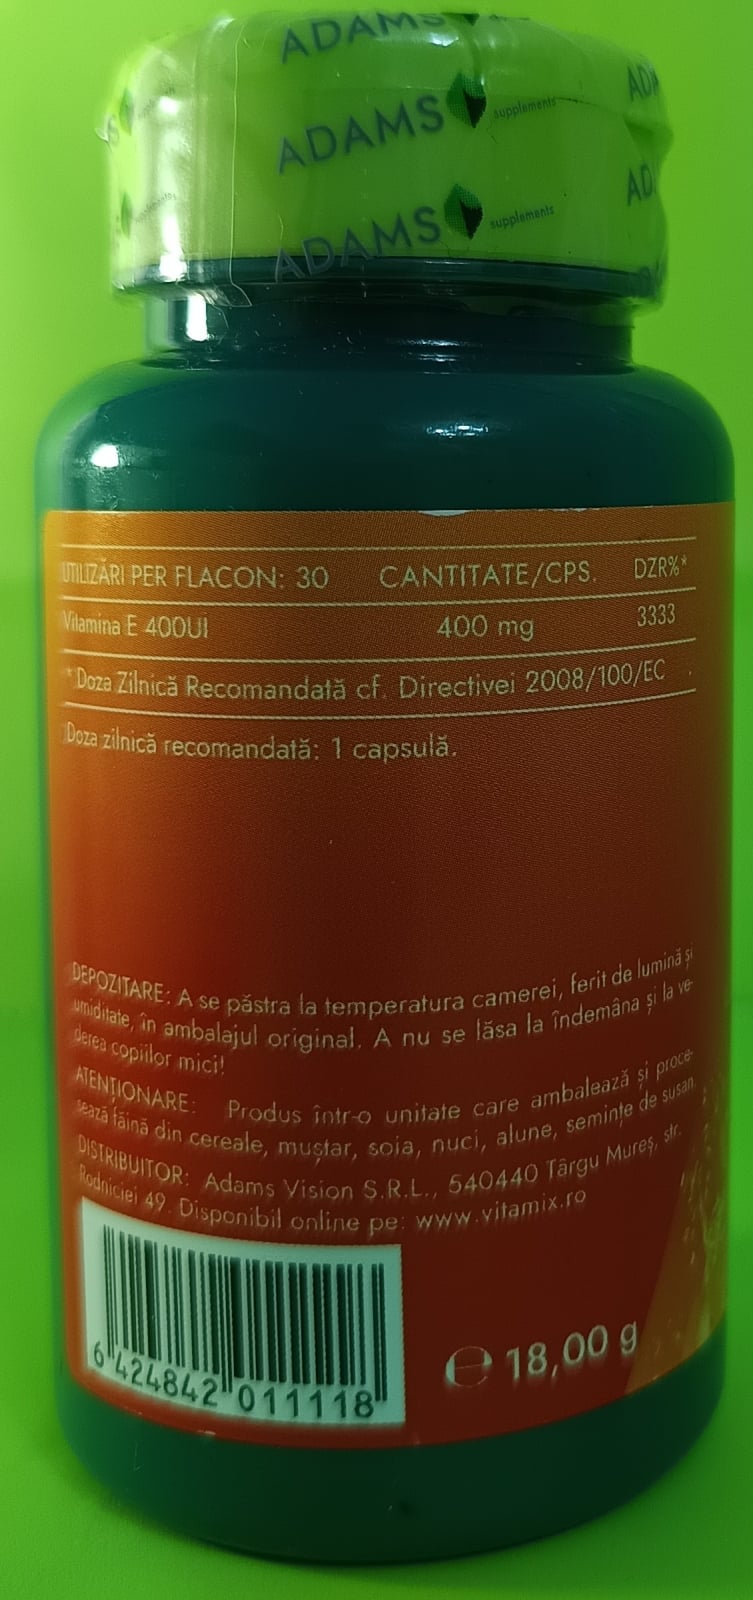 ADAMS
ADAMS supplements
ADAMS supplements
UTILIZĂRI PER FLACON: 30 CANTITATE/CPS. DZR%*
Vitamina E 400UI 400 mg 3333
* Doza Zilnică Recomandată cf. Directivei 2008/100/EC
Doza zilnică recomandată: 1 capsulă.
DEPOZITARE: A se păstra la temperatura camerei, ferit de lumină și
umiditate, în ambalajul original. A nu se lăsa la îndemâna și la ve-
derea copiilor mici!
ATENȚIONARE: Produs într-o unitate care ambalează și proce-
sează făină din cereale, muștar, soia, nuci, alune, semințe de susan.
DISTRIBUITOR: Adams Vision S.R.L., 540440 Târgu Mureș, str.
Rodniciei 49. Disponibil online pe: www.vitamix.ro
6 424842 011118
℮ 18,00 g